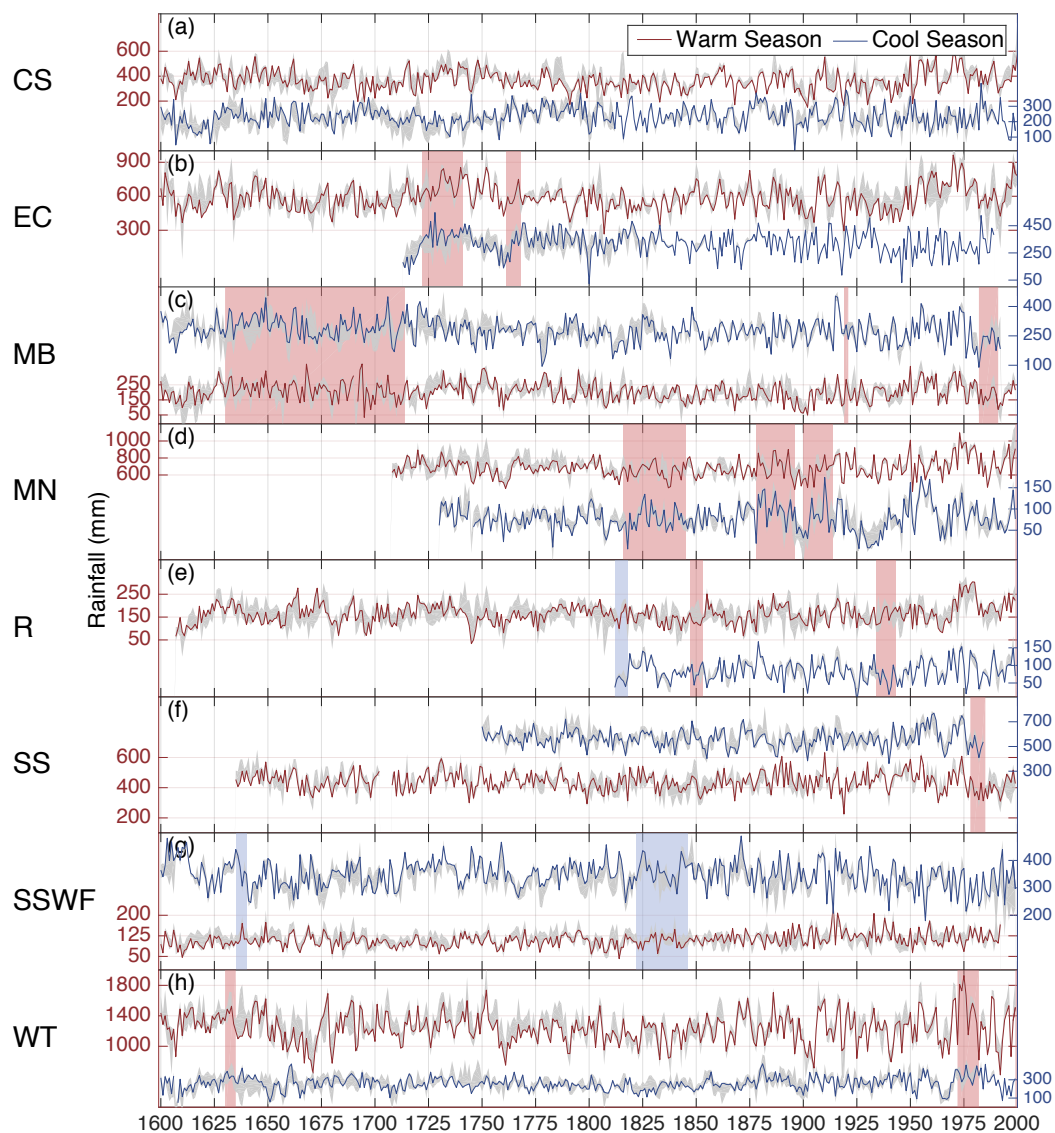 (a)
Warm Season
Cool Season
CS
600
400
200
300
200
100
(b)
EC
900
600
300
450
250
50
(c)
MB
250
150
50
400
250
100
(d)
MN
1000
800
600
150
100
50
Rainfall (mm)
(e)
R
250
150
50
150
100
50
(f)
SS
600
400
200
700
500
300
(g)
SSWF
200
125
50
400
300
200
(h)
WT
1800
1400
1000
300
100
1600 1625 1650 1675 1700 1725 1750 1775 1800 1825 1850 1875 1900 1925 1950 1975 2000